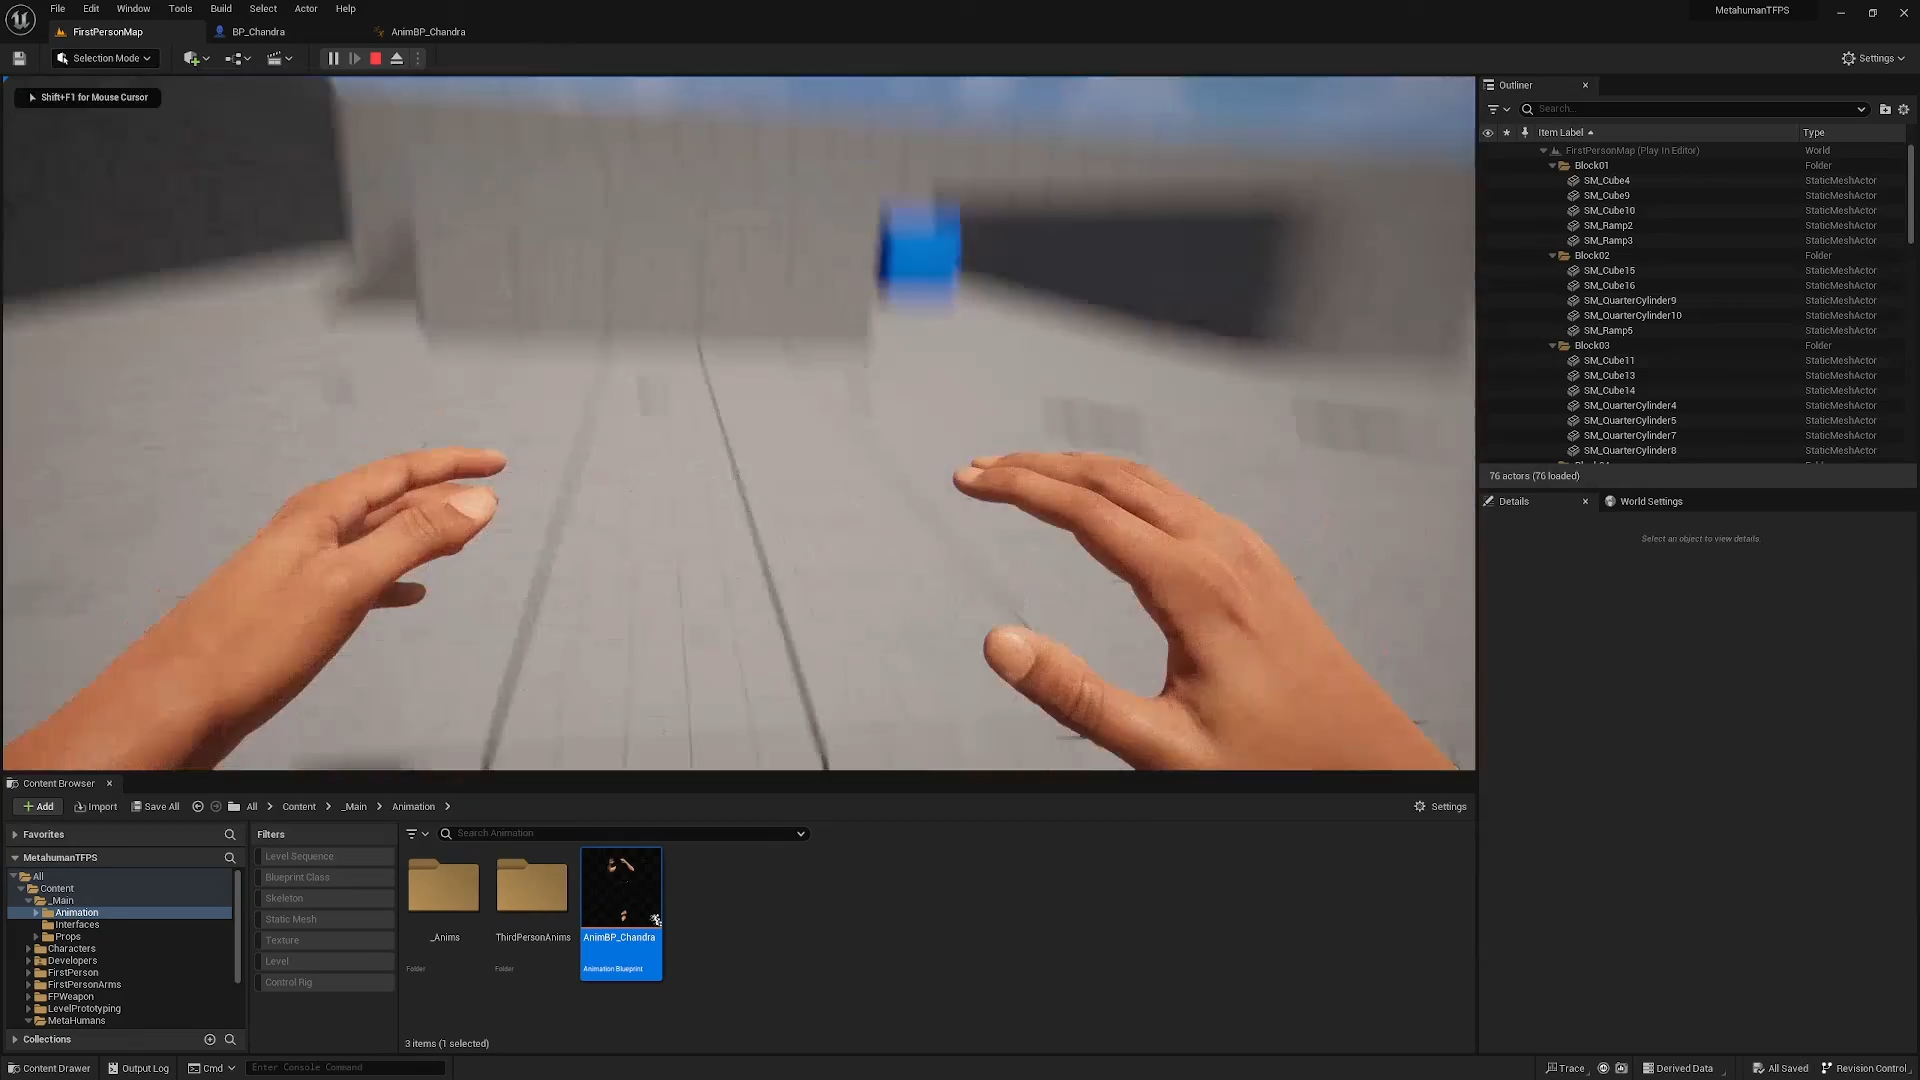 File Edit Window Tools Build Select Actor Help
MetahumanTFPS
FirstPersonMap
BP_Chandra
AnimBP_Chandra
Selection Mode
Settings
Shift+F1 for Mouse Cursor
Outliner
Search...
Item Label Type
FirstPersonMap (Play In Editor) World
Block01 Folder
SM_Cube4 StaticMeshActor
SM_Cube9 StaticMeshActor
SM_Cube10 StaticMeshActor
SM_Ramp2 StaticMeshActor
SM_Ramp3 StaticMeshActor
Block02 Folder
SM_Cube15 StaticMeshActor
SM_Cube16 StaticMeshActor
SM_QuarterCylinder9 StaticMeshActor
SM_QuarterCylinder10 StaticMeshActor
SM_Ramp5 StaticMeshActor
Block03 Folder
SM_Cube11 StaticMeshActor
SM_Cube13 StaticMeshActor
SM_Cube14 StaticMeshActor
SM_QuarterCylinder4 StaticMeshActor
SM_QuarterCylinder5 StaticMeshActor
SM_QuarterCylinder7 StaticMeshActor
SM_QuarterCylinder8 StaticMeshActor
76 actors (76 loaded)
Details
World Settings
Select an object to view details.
Content Browser
Add Import Save All All Content _Main Animation Settings
Favorites
MetahumanTFPS
All
Content
_Main
Animation
Interfaces
Props
Characters
Developers
FirstPerson
FirstPersonArms
FPWeapon
LevelPrototyping
MetaHumans
Collections
Filters
Level Sequence
Blueprint Class
Skeleton
Static Mesh
Texture
Level
Control Rig
Search Animation
_Anims
Folder
ThirdPersonAnims
Folder
AnimBP_Chandra
Animation Blueprint
3 items (1 selected)
Content Drawer Output Log Cmd Enter Console Command Trace Derived Data All Saved Revision Control